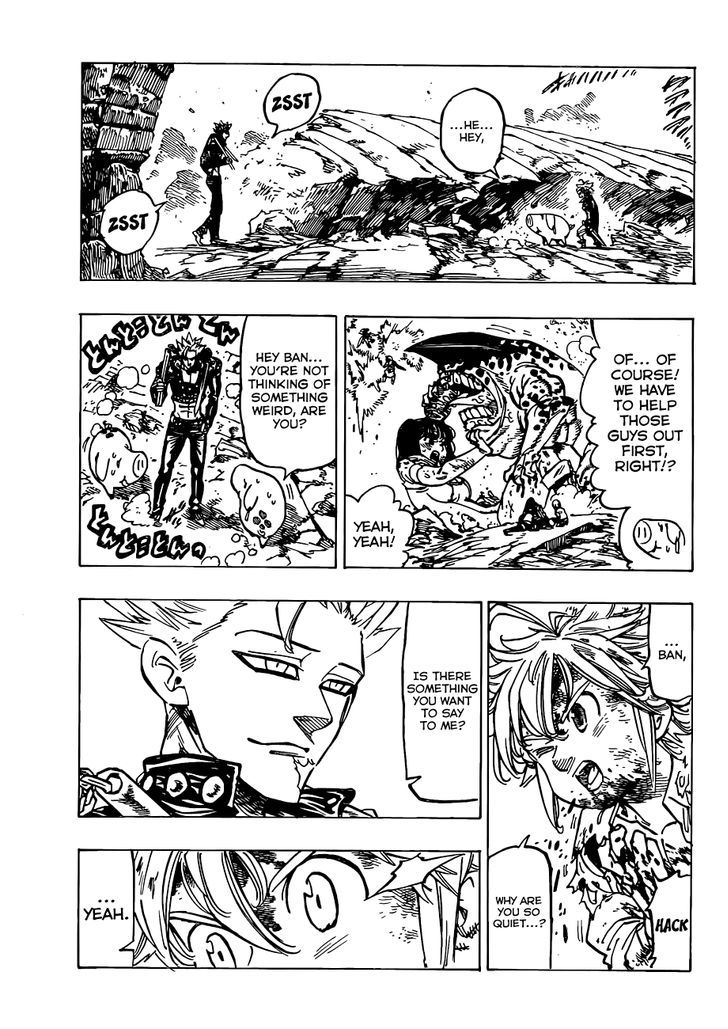 ...HE...
HEY,
ZSST
ZSST
OF... OF
COURSE!
WE HAVE
TO HELP
THOSE
GUYS OUT
FIRST,
RIGHT!?
YEAH,
YEAH!
HEY BAN...
YOU'RE NOT
THINKING OF
SOMETHING
WEIRD, ARE
YOU?
...
BAN,
WHY ARE
YOU SO
QUIET...?
HACK
IS THERE
SOMETHING
YOU WANT
TO SAY
TO ME?
...
YEAH.